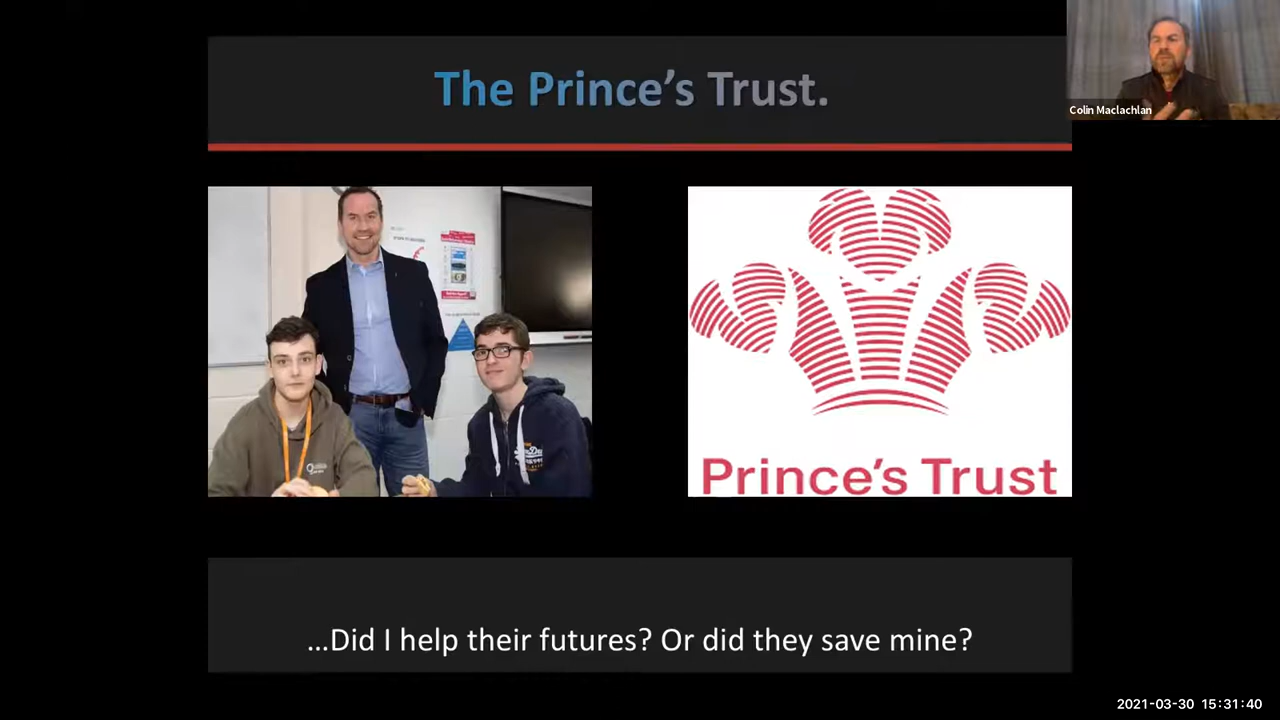 The Prince's Trust.
Colin Maclachlan
Prince's Trust
...Did I help their futures? Or did they save mine?
2021-03-30 15:31:40